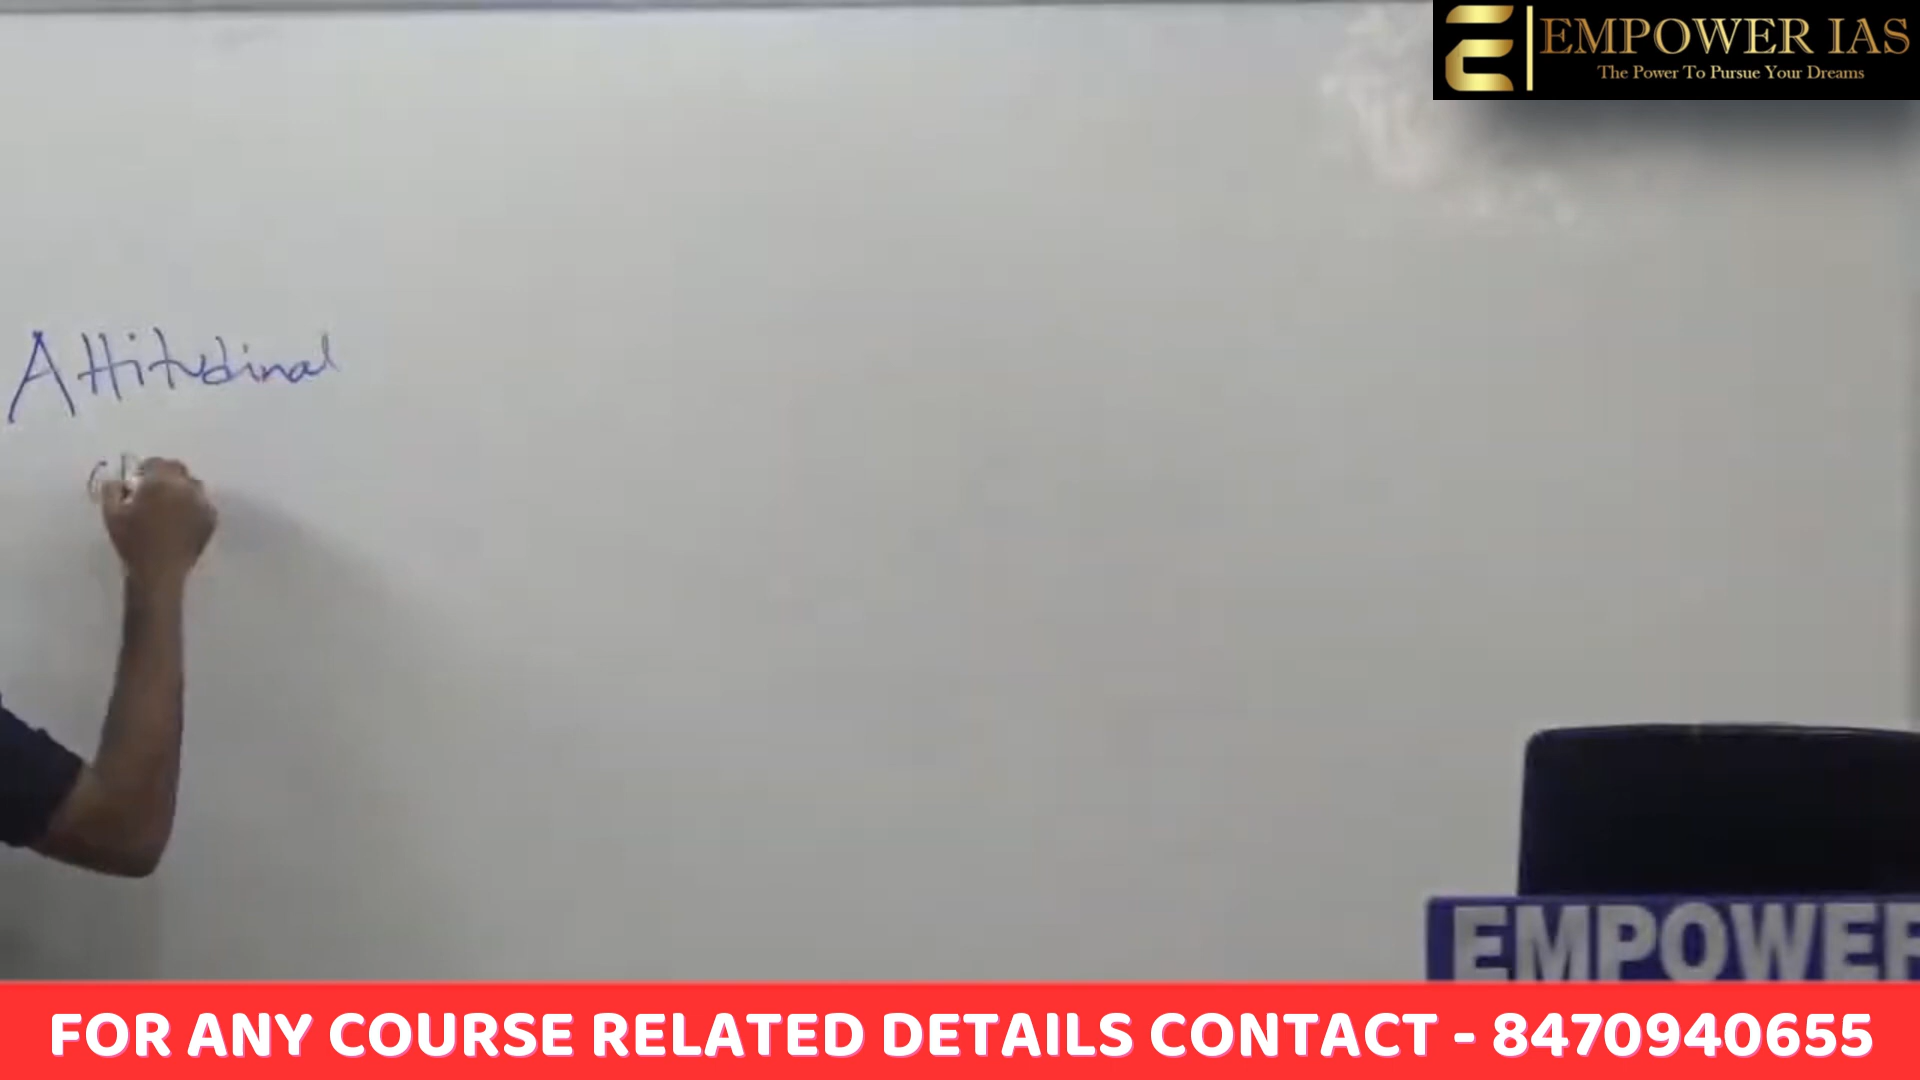 EMPOWER IAS
The Power To Pursue Your Dreams
Attitudinal
EMPOWER
FOR ANY COURSE RELATED DETAILS CONTACT - 8470940655